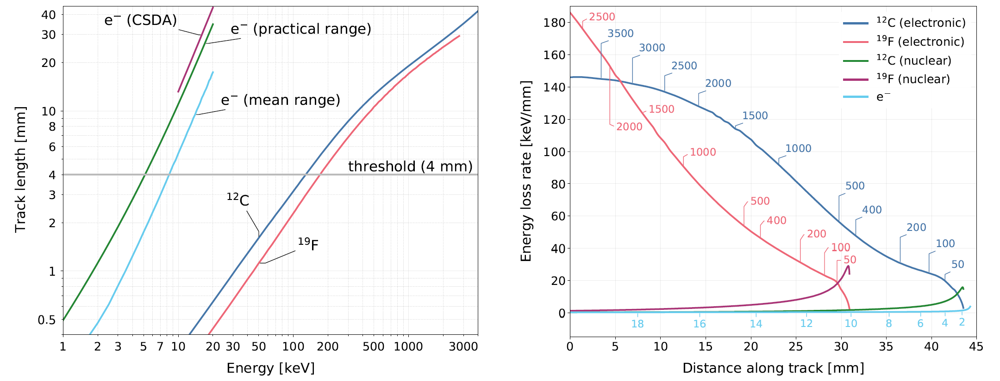 Track length [mm]
40
30
20
10
8
6
4
3
2
1
0.5
e⁻ (CSDA)
e⁻ (practical range)
e⁻ (mean range)
threshold (4 mm)
¹²C
¹⁹F
1 2 3 5 7 10 20 30 50 100 200 500 1000 3000
Energy [keV]
Energy loss rate [keV/mm]
180
160
140
120
100
80
60
40
20
0
¹²C (electronic)
¹⁹F (electronic)
¹²C (nuclear)
¹⁹F (nuclear)
e⁻
2500
3500
3000
2500
2000
1500
2000
1500
1000
1000
500
500
400
400
200
200
100
100
50
50
18 16 14 12 10 8 6 4 2
0 5 10 15 20 25 30 35 40 45
Distance along track [mm]